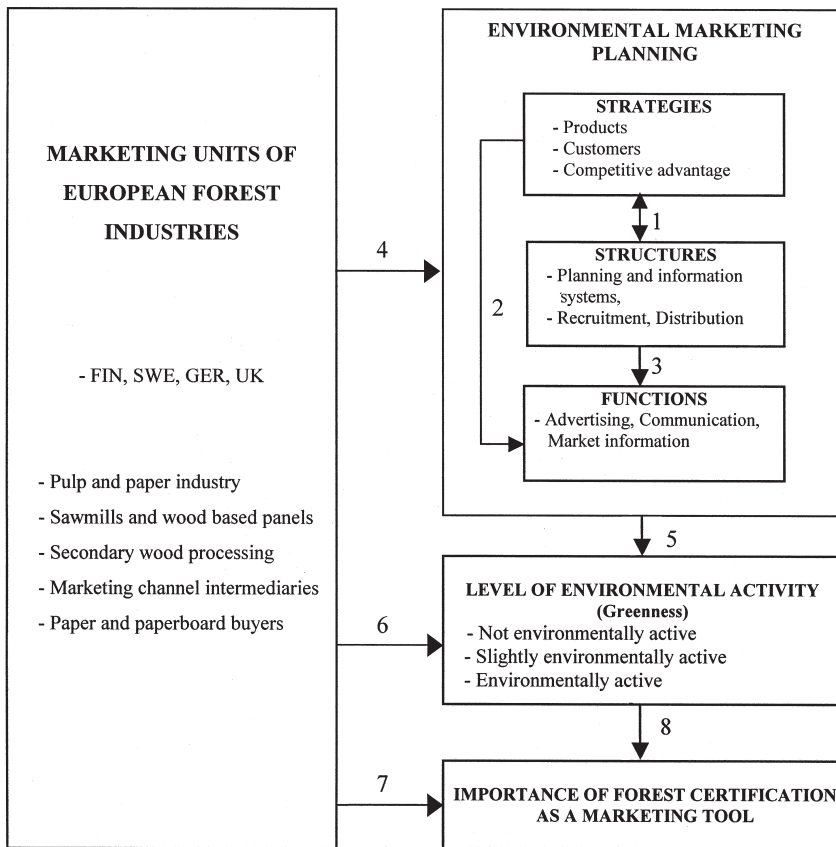 MARKETING UNITS OF
EUROPEAN FOREST
INDUSTRIES
- FIN, SWE, GER, UK
- Pulp and paper industry
- Sawmills and wood based panels
- Secondary wood processing
- Marketing channel intermediaries
- Paper and paperboard buyers
4
6
7
ENVIRONMENTAL MARKETING
PLANNING
STRATEGIES
- Products
- Customers
- Competitive advantage
1
STRUCTURES
- Planning and information
systems,
- Recruitment, Distribution
2
3
FUNCTIONS
- Advertising, Communication,
Market information
5
LEVEL OF ENVIRONMENTAL ACTIVITY
(Greenness)
- Not environmentally active
- Slightly environmentally active
- Environmentally active
8
IMPORTANCE OF FOREST CERTIFICATION
AS A MARKETING TOOL